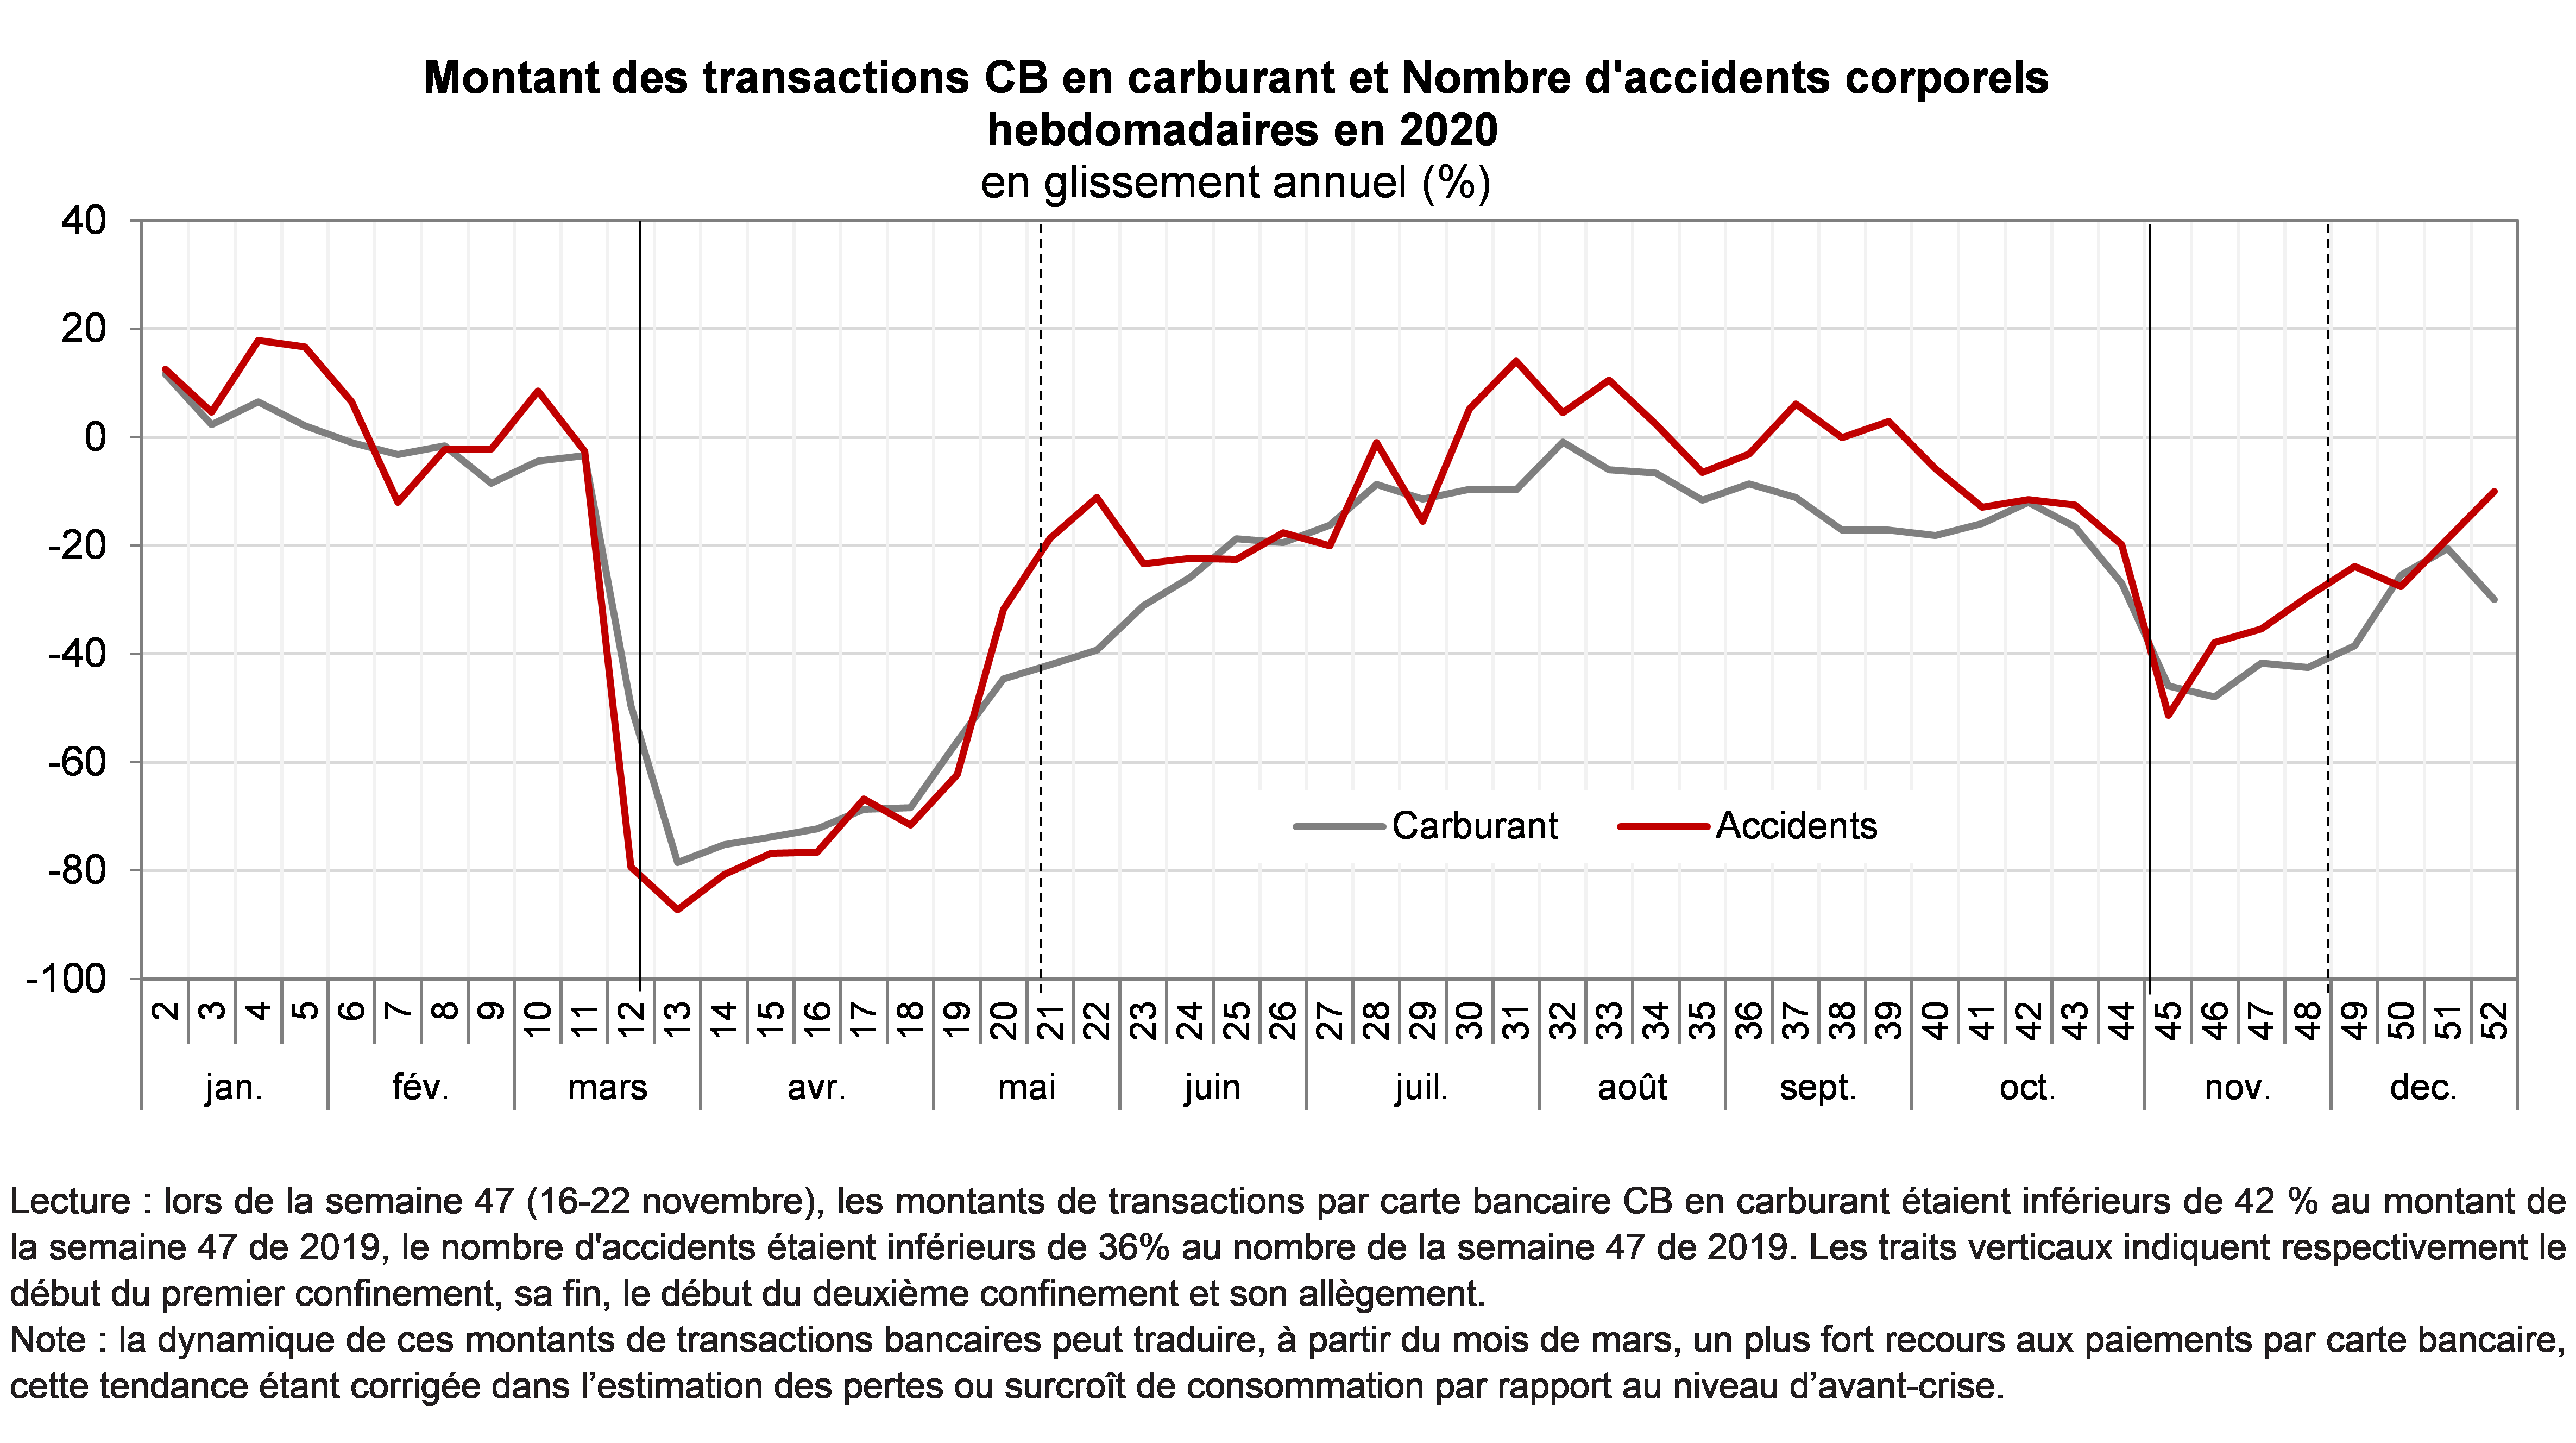 Montant des transactions CB en carburant et Nombre d'accidents corporels
hebdomadaires en 2020
en glissement annuel (%)
40
20
0
-20
-40
-60
-80
-100
Carburant Accidents
2 3 4 5 6 7 8 9 10 11 12 13 14 15 16 17 18 19 20 21 22 23 24 25 26 27 28 29 30 31 32 33 34 35 36 37 38 39 40 41 42 43 44 45 46 47 48 49 50 51 52
jan. fév. mars avr. mai juin juil. août sept. oct. nov. dec.
Lecture : lors de la semaine 47 (16-22 novembre), les montants de transactions par carte bancaire CB en carburant étaient inférieurs de 42 % au montant de
la semaine 47 de 2019, le nombre d'accidents étaient inférieurs de 36% au nombre de la semaine 47 de 2019. Les traits verticaux indiquent respectivement le
début du premier confinement, sa fin, le début du deuxième confinement et son allègement.
Note : la dynamique de ces montants de transactions bancaires peut traduire, à partir du mois de mars, un plus fort recours aux paiements par carte bancaire,
cette tendance étant corrigée dans l’estimation des pertes ou surcroît de consommation par rapport au niveau d’avant-crise.